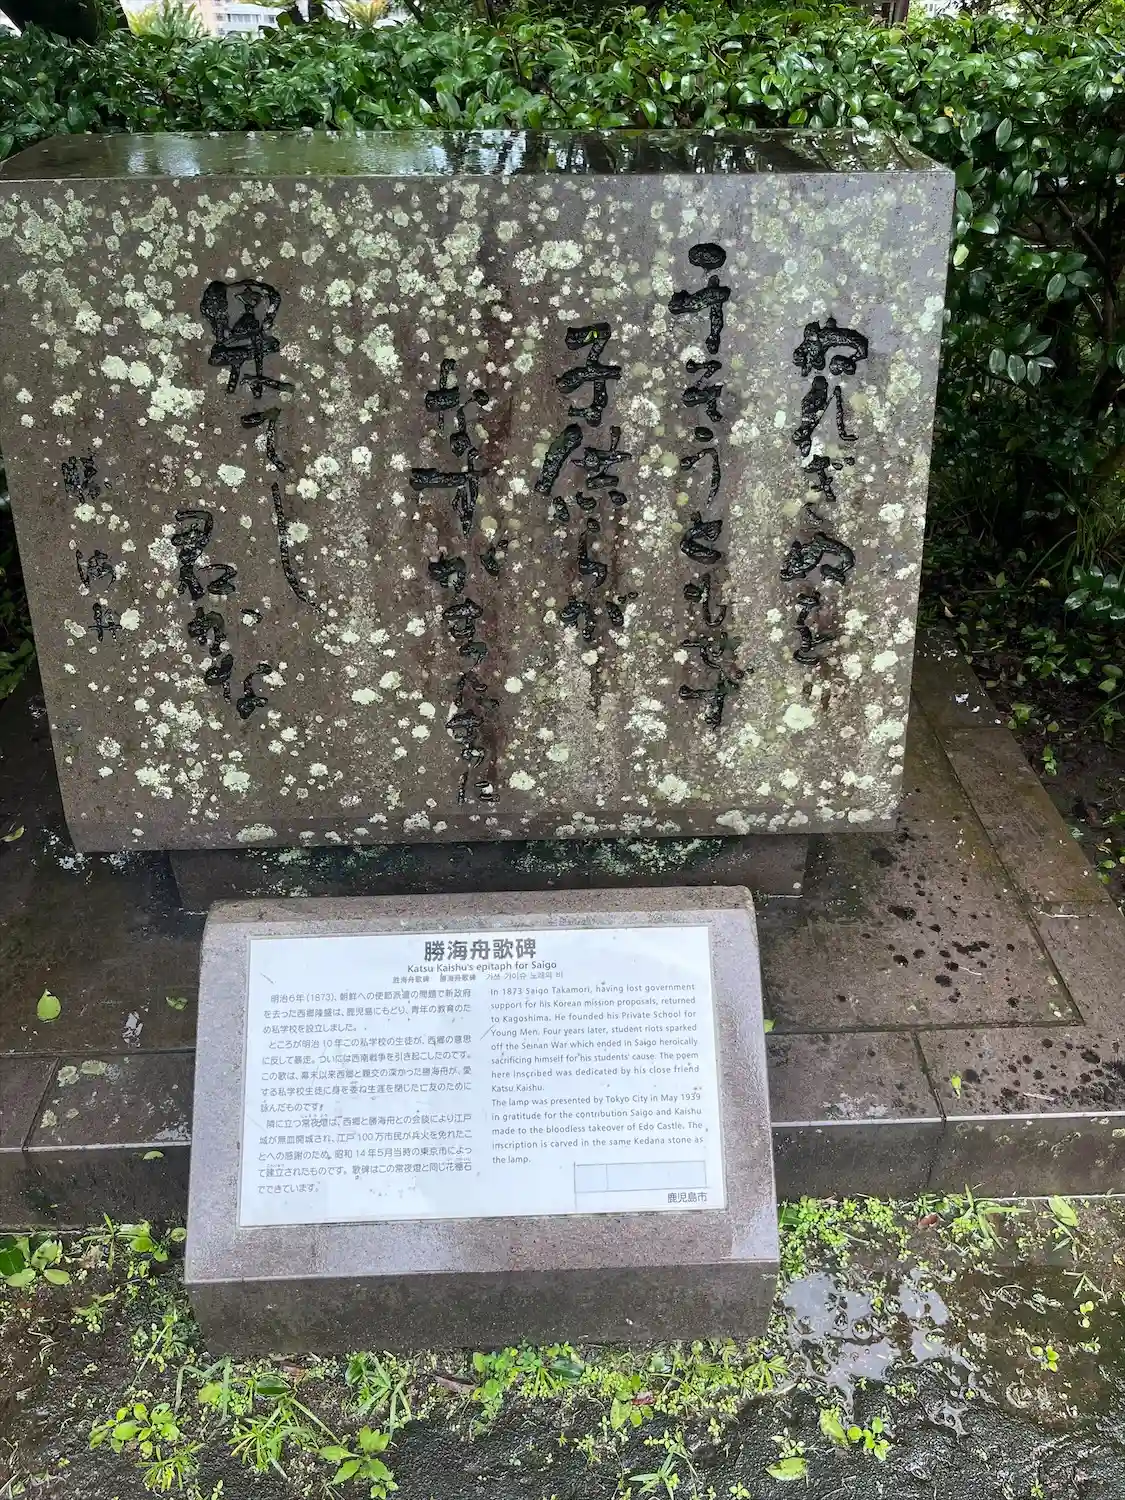 ぬれぎぬを
干そうともせず
子供らが
なすがままに
果てし
君かな
勝 海舟
勝海舟歌碑
Katsu Kaishu's epitaph for Saigo
胜海舟歌碑 勝海舟歌碑 가쓰 가이슈 노래의 비
明治6年(1873)、朝鮮への使節派遣の問題で新政府
を去った西郷隆盛は、鹿児島にもどり、青年の教育のた
め私学校を設立しました。
ところが明治10年この私学校の生徒が、西郷の意思
に反して暴走。ついには西南戦争を引き起こしたのです。
この歌は、幕末以来西郷と親交の深かった勝海舟が、愛
する私学校生徒に身を委ね生涯を閉じた亡友のために
詠んだものです。
隣に立つ常夜燈は、西郷と勝海舟との会談により江戸
城が無血開城され、江戸100万市民が兵火を免れたこ
とへの感謝のため、昭和14年5月当時の東京市によっ
て建立されたものです。歌碑はこの常夜燈と同じ花棚石
でできています。
In 1873 Saigo Takamori, having lost government
support for his Korean mission proposals, returned
to Kagoshima. He founded his Private School for
Young Men. Four years later, student riots sparked
off the Seinan War which ended in Saigo heroically
sacrificing himself for his students' cause. The poem
here inscribed was dedicated by his close friend
Katsu Kaishu.
The lamp was presented by Tokyo City in May 1939
in gratitude for the contribution Saigo and Kaishu
made to the bloodless takeover of Edo Castle. The
imscription is carved in the same Kedana stone as
the lamp.
鹿児島市